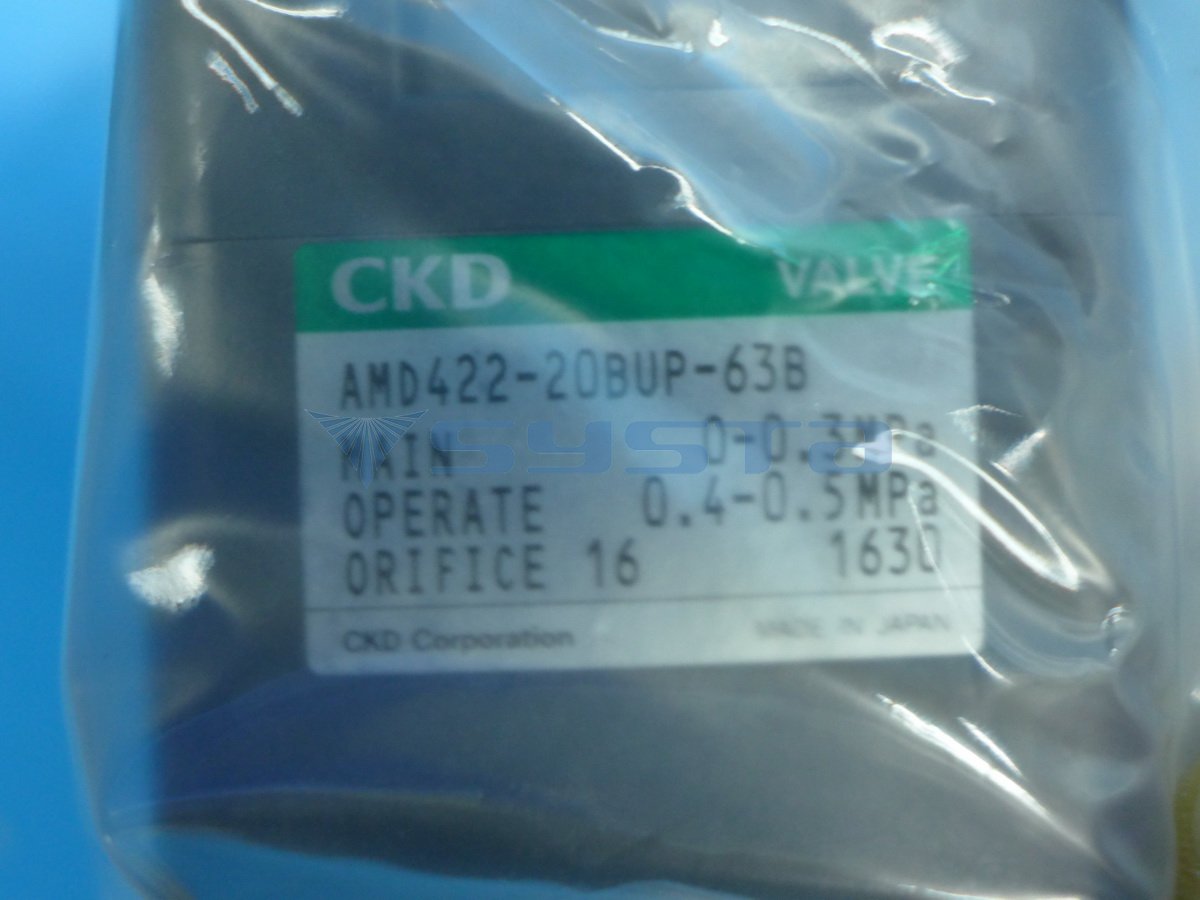 CKD VALVE
AMD422-20BUP-63B
MAIN 0-0.3MPa
systa
OPERATE 0.4-0.5MPa
ORIFICE 16 1630
CKD Corporation MADE IN JAPAN